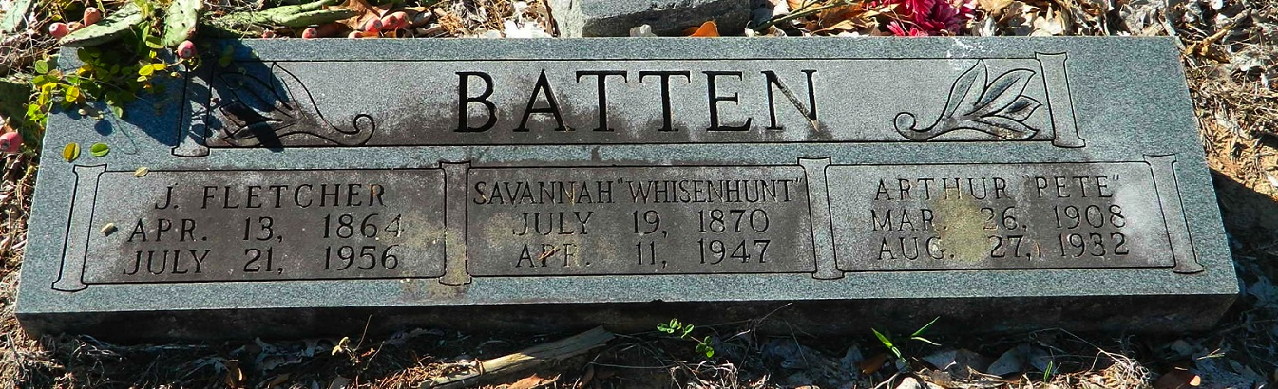 BATTEN
J. FLETCHER
APR. 13, 1864
JULY 21, 1956
SAVANNAH "WHISENHUNT"
JULY 19, 1870
APR. 11, 1947
ARTHUR "PETE"
MAR. 26, 1908
AUG. 27, 1932